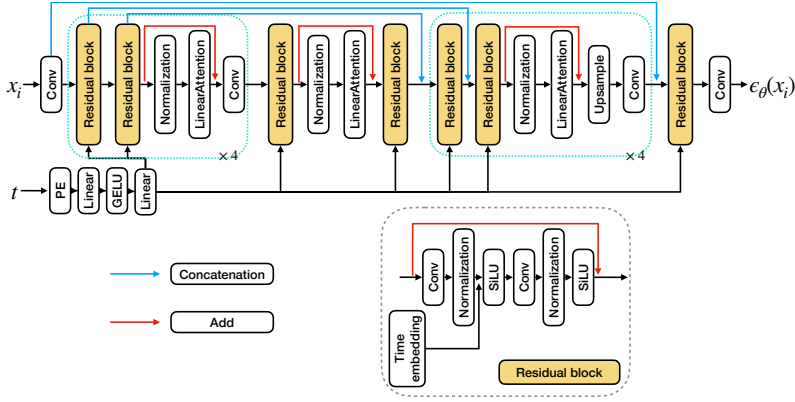 x_i
Conv
Residual block
Residual block
Normalization
LinearAttention
Conv
× 4
Residual block
Normalization
LinearAttention
Residual block
Residual block
Residual block
Normalization
LinearAttention
Upsample
Conv
× 4
Residual block
Conv
ϵ_θ(x_i)
t
PE
Linear
GELU
Linear
Concatenation
Add
Conv
Normalization
SiLU
Conv
Normalization
SiLU
Time
embedding
Residual block